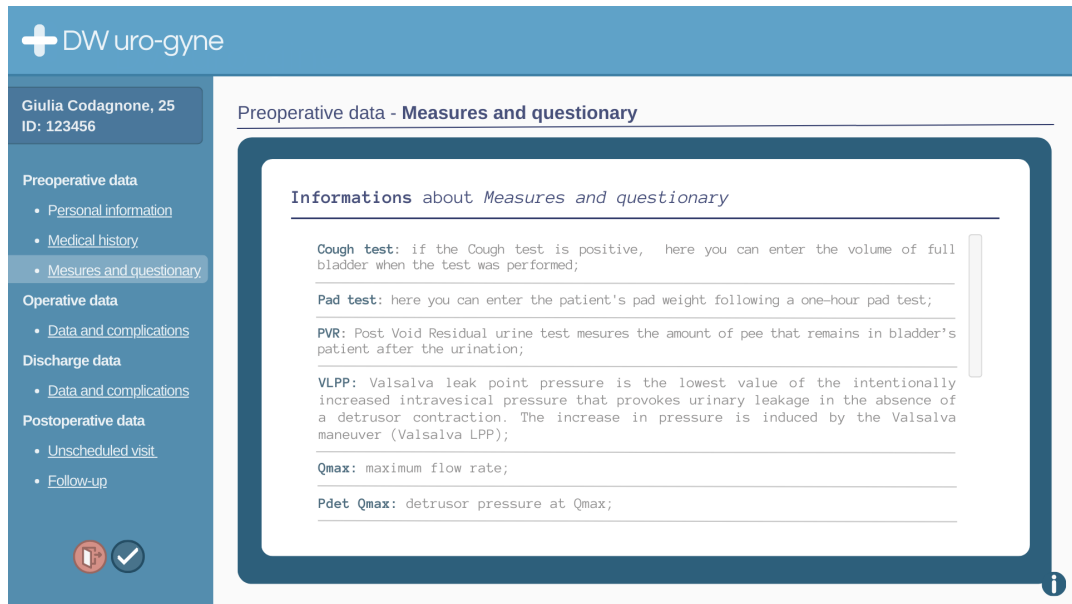 DW uro-gyne
Giulia Codagnone, 25
ID: 123456
Preoperative data
Personal information
Medical history
Mesures and questionary
Operative data
Data and complications
Discharge data
Data and complications
Postoperative data
Unscheduled visit
Follow-up
Preoperative data - Measures and questionary
Informations about Measures and questionary
Cough test: if the Cough test is positive, here you can enter the volume of full
bladder when the test was performed;
Pad test: here you can enter the patient's pad weight following a one-hour pad test;
PVR: Post Void Residual urine test mesures the amount of pee that remains in bladder's
patient after the urination;
VLPP: Valsalva leak point pressure is the lowest value of the intentionally
increased intravesical pressure that provokes urinary leakage in the absence of
a detrusor contraction. The increase in pressure is induced by the Valsalva
maneuver (Valsalva LPP);
Qmax: maximum flow rate;
Pdet Qmax: detrusor pressure at Qmax;